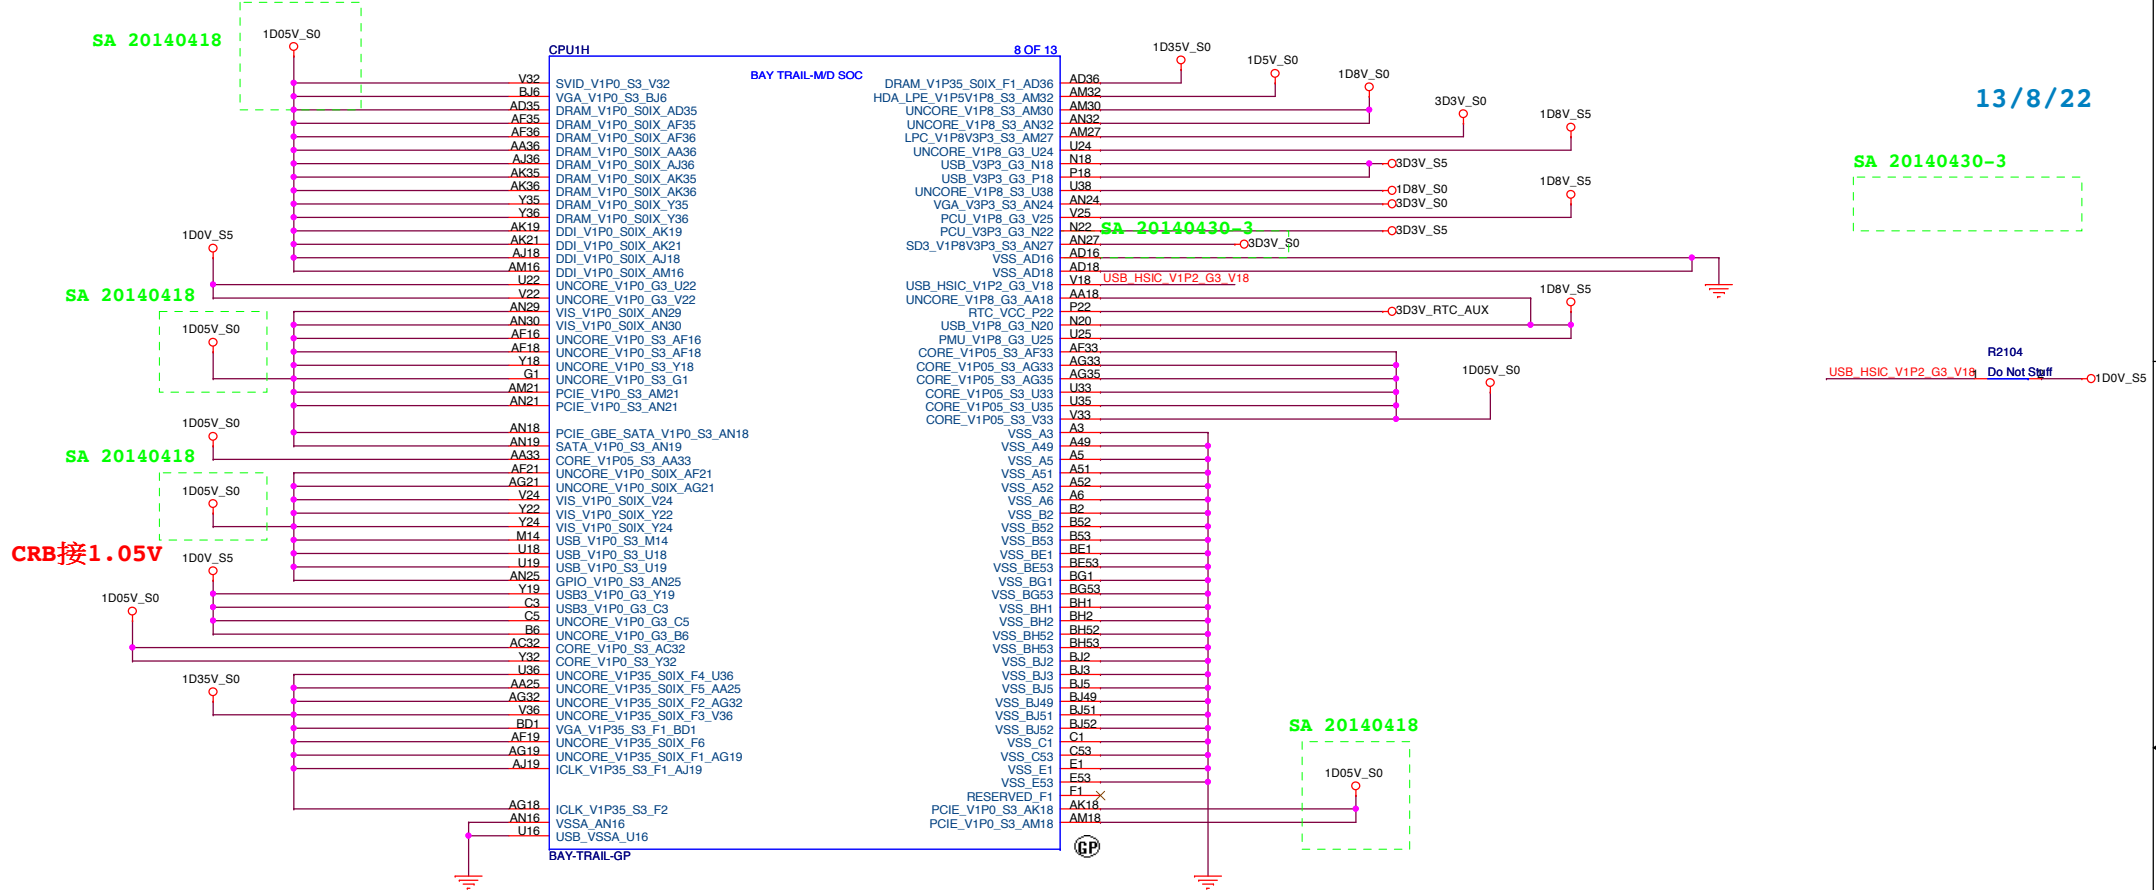 SA 20140418
1D05V_S0
CPU1H
8 OF 13
BAY TRAIL-M/D SOC
V32 SVID_V1P0_S3_V32
BJ6 VGA_V1P0_S3_BJ6
AD35 DRAM_V1P0_S0IX_AD35
AF35 DRAM_V1P0_S0IX_AF35
AF36 DRAM_V1P0_S0IX_AF36
AA36 DRAM_V1P0_S0IX_AA36
AJ36 DRAM_V1P0_S0IX_AJ36
AK35 DRAM_V1P0_S0IX_AK35
AK36 DRAM_V1P0_S0IX_AK36
Y35 DRAM_V1P0_S0IX_Y35
Y36 DRAM_V1P0_S0IX_Y36
AK19 DDI_V1P0_S0IX_AK19
1D0V_S5
AK21 DDI_V1P0_S0IX_AK21
AJ18 DDI_V1P0_S0IX_AJ18
AM16 DDI_V1P0_S0IX_AM16
U22 UNCORE_V1P0_G3_U22
SA 20140418
V22 UNCORE_V1P0_G3_V22
AN29 VIS_V1P0_S0IX_AN29
1D05V_S0
AN30 VIS_V1P0_S0IX_AN30
AF16 UNCORE_V1P0_S3_AF16
AF18 UNCORE_V1P0_S3_AF18
Y18 UNCORE_V1P0_S3_Y18
G1 UNCORE_V1P0_S3_G1
AM21 PCIE_V1P0_S3_AM21
AN21 PCIE_V1P0_S3_AN21
1D05V_S0
AN18 PCIE_GBE_SATA_V1P0_S3_AN18
AN19 SATA_V1P0_S3_AN19
SA 20140418
AA33 CORE_V1P05_S3_AA33
AF21 UNCORE_V1P0_S0IX_AF21
1D05V_S0
AG21 UNCORE_V1P0_S0IX_AG21
V24 VIS_V1P0_S0IX_V24
Y22 VIS_V1P0_S0IX_Y22
Y24 VIS_V1P0_S0IX_Y24
M14 USB_V1P0_S3_M14
CRB接1.05V
U18 USB_V1P0_S3_U18
1D0V_S5
U19 USB_V1P0_S3_U19
AN25 GPIO_V1P0_S3_AN25
Y19 USB3_V1P0_G3_Y19
1D05V_S0
C3 USB3_V1P0_G3_C3
C5 UNCORE_V1P0_G3_C5
B6 UNCORE_V1P0_G3_B6
AC32 CORE_V1P0_S3_AC32
Y32 CORE_V1P0_S3_Y32
U36 UNCORE_V1P35_S0IX_F4_U36
1D35V_S0
AA25 UNCORE_V1P35_S0IX_F5_AA25
AG32 UNCORE_V1P35_S0IX_F2_AG32
V36 UNCORE_V1P35_S0IX_F3_V36
BD1 VGA_V1P35_S3_F1_BD1
AF19 UNCORE_V1P35_S0IX_F6
AG19 UNCORE_V1P35_S0IX_F1_AG19
AJ19 ICLK_V1P35_S3_F1_AJ19
AG18 ICLK_V1P35_S3_F2
AN16 VSSA_AN16
U16 USB_VSSA_U16
BAY-TRAIL-GP
1D35V_S0
1D5V_S0
1D8V_S0
3D3V_S0
1D8V_S5
DRAM_V1P35_S0IX_F1_AD36 AD36
HDA_LPE_V1P5V1P8_S3_AM32 AM32
UNCORE_V1P8_S3_AM30 AM30
UNCORE_V1P8_S3_AN32 AN32
LPC_V1P8V3P3_S3_AM27 AM27
UNCORE_V1P8_G3_U24 U24
USB_V3P3_G3_N18 N18 3D3V_S5
USB_V3P3_G3_P18 P18
UNCORE_V1P8_S3_U38 U38 1D8V_S0
1D8V_S5
VGA_V3P3_S3_AN24 AN24 3D3V_S0
PCU_V1P8_G3_V25 V25
PCU_V3P3_G3_N22 N22 3D3V_S5
SA 20140430-3
SD3_V1P8V3P3_S3_AN27 AN27 3D3V_S0
VSS_AD16 AD16
VSS_AD18 AD18
USB_HSIC_V1P2_G3_V18 V18 USB_HSIC_V1P2_G3_V18
1D8V_S5
UNCORE_V1P8_G3_AA18 AA18
RTC_VCC_P22 P22 3D3V_RTC_AUX
USB_V1P8_G3_N20 N20
PMU_V1P8_G3_U25 U25
CORE_V1P05_S3_AF33 AF33
CORE_V1P05_S3_AG33 AG33
1D05V_S0
CORE_V1P05_S3_AG35 AG35
CORE_V1P05_S3_U33 U33
CORE_V1P05_S3_U35 U35
CORE_V1P05_S3_V33 V33
VSS_A3 A3
VSS_A49 A49
VSS_A5 A5
VSS_A51 A51
VSS_A52 A52
VSS_A6 A6
VSS_B2 B2
VSS_B52 B52
VSS_B53 B53
VSS_BE1 BE1
VSS_BE53 BE53
VSS_BG1 BG1
VSS_BG53 BG53
VSS_BH1 BH1
VSS_BH2 BH2
VSS_BH52 BH52
VSS_BH53 BH53
VSS_BJ2 BJ2
VSS_BJ3 BJ3
VSS_BJ5 BJ5
VSS_BJ49 BJ49
VSS_BJ51 BJ51
VSS_BJ52 BJ52
VSS_C1 C1
VSS_C53 C53
VSS_E1 E1
VSS_E53 E53
RESERVED_F1 F1
PCIE_V1P0_S3_AK18 AK18
PCIE_V1P0_S3_AM18 AM18
SA 20140418
1D05V_S0
GP
13/8/22
SA 20140430-3
R2104
USB_HSIC_V1P2_G3_V18 1 Do Not Stuff 2 1D0V_S5